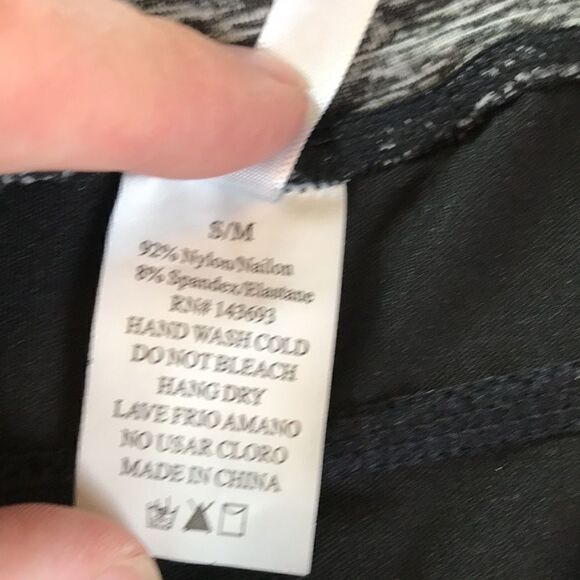 S/M
92% Nylon/Nailon
8% Spandex/Elastane
RN# 143693
HAND WASH COLD
DO NOT BLEACH
HANG DRY
LAVE FRIO AMANO
NO USAR CLORO
MADE IN CHINA